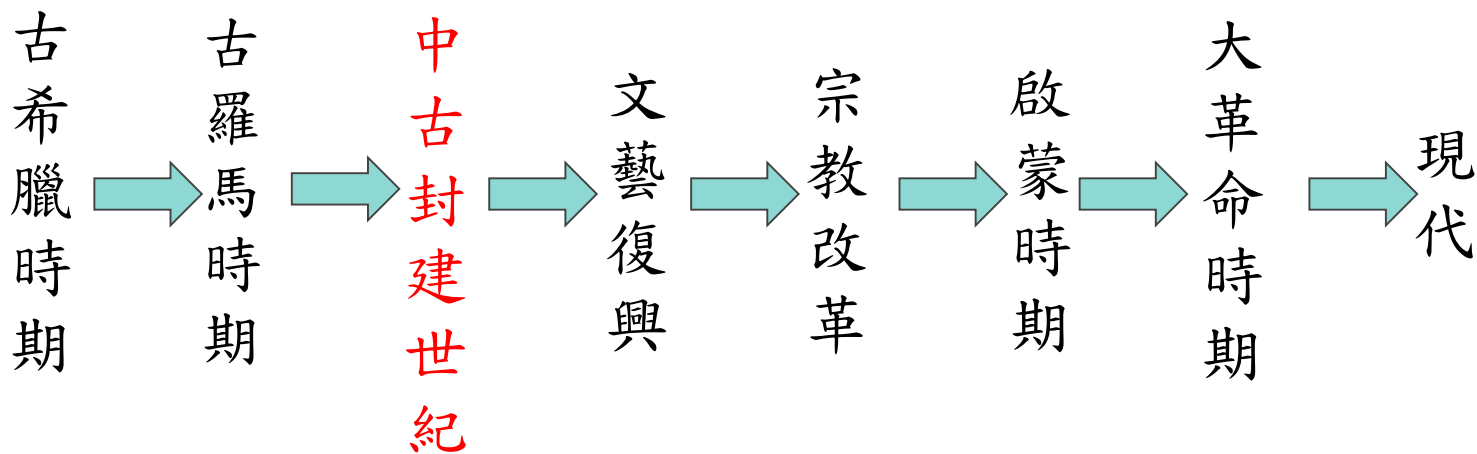 古希臘時期
古羅馬時期
中古封建世紀
文藝復興
宗教改革
啟蒙時期
大革命時期
現代